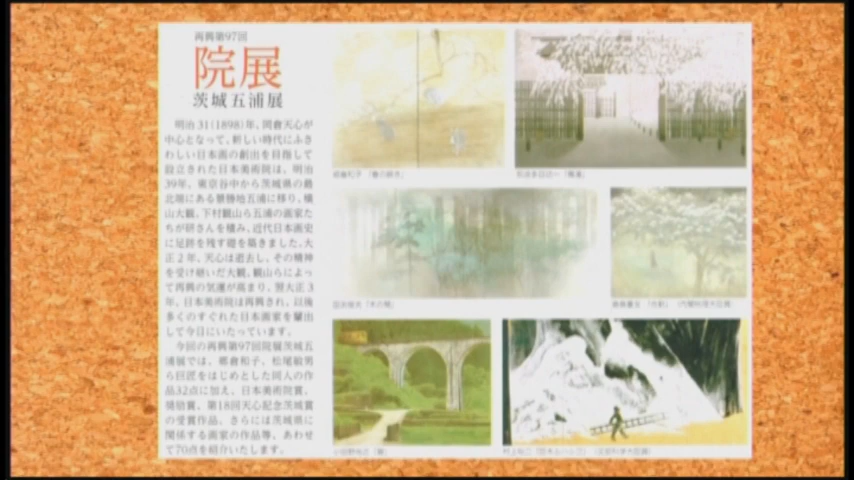 再興第97回
院展
茨城五浦展
明治31(1898)年、岡倉天心が
中心となって、新しい時代にふさ
わしい日本画の創出を目指して
設立された日本美術院は、明治
39年、東京谷中から茨城県の最
北端にある景勝地五浦に移り、横
山大観、下村観山ら五浦の画家た
ちが研さんを積み、近代日本画史
に足跡を残す礎を築きました。大
正2年、天心は逝去し、その精神
を受け継いだ大観、観山らによっ
て再興の気運が高まり、翌大正3
年、日本美術院は再興され、以後
多くのすぐれた日本画家を輩出
して今日にいたっています。
今回の再興第97回院展茨城五
浦展では、郷倉和子、松尾敏男
ら巨匠をはじめとした同人の作
品32点に加え、日本美術院賞、
奨励賞、第18回天心記念茨城賞
の受賞作品、さらには茨城県に
関係する画家の作品等、あわせ
て70点を紹介いたします。
郷倉和子